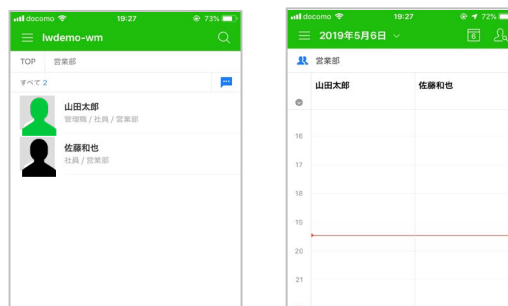 docomo 19:27 73%
lwdemo-wm
TOP 営業部
すべて 2
山田太郎
管理職 / 社員 / 営業部
佐藤和也
社員 / 営業部
docomo 19:27 72%
2019年5月6日
6
営業部
山田太郎 佐藤和也
16
17
18
19
20
21